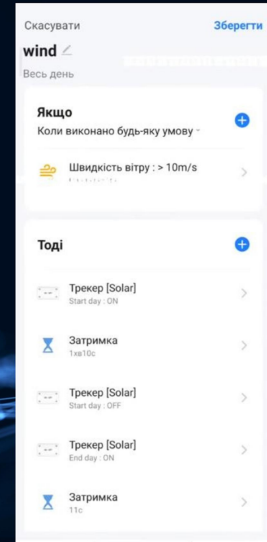 Скасувати Зберегти
wind
Весь день
Якщо
Коли виконано будь-яку умову
Швидкість вітру : > 10m/s
Тоді
Трекер [Solar]
Start day : ON
Затримка
1хв10с
Трекер [Solar]
Start day : OFF
Трекер [Solar]
End day : ON
Затримка
11с